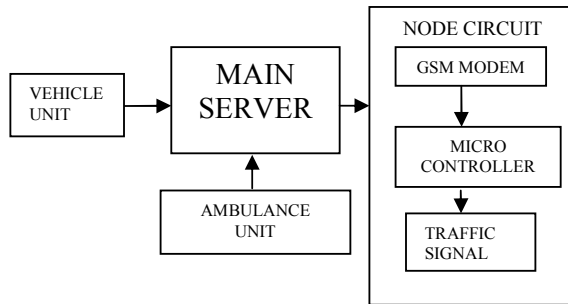 VEHICLE
UNIT
MAIN
SERVER
AMBULANCE
UNIT
NODE CIRCUIT
GSM MODEM
MICRO
CONTROLLER
TRAFFIC
SIGNAL